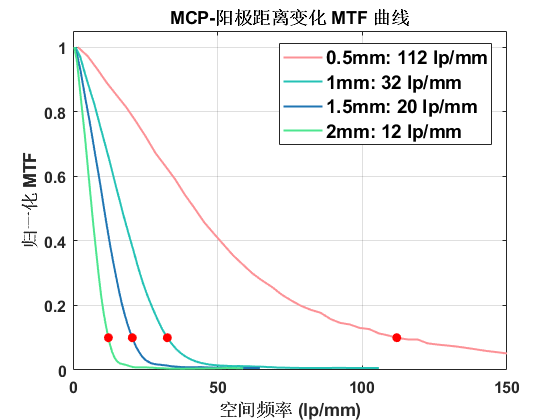 MCP-阳极距离变化 MTF 曲线
0.5mm: 112 lp/mm
1mm: 32 lp/mm
1.5mm: 20 lp/mm
2mm: 12 lp/mm
归一化 MTF
1
0.8
0.6
0.4
0.2
0
0 50 100 150
空间频率 (lp/mm)